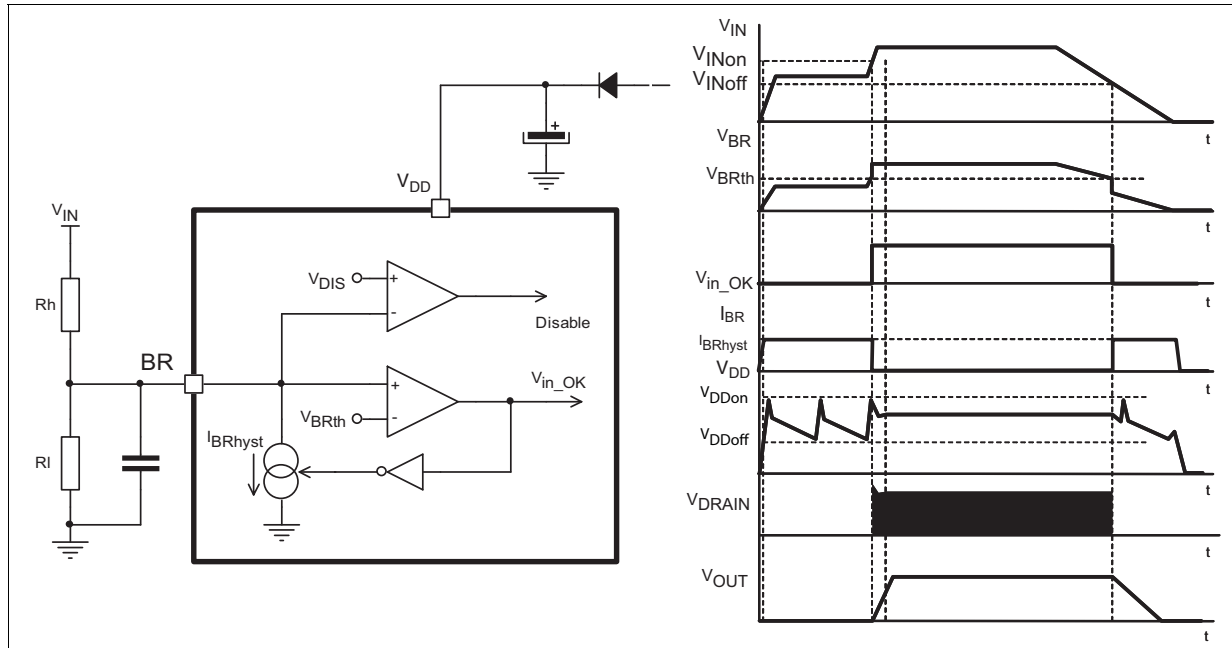 VDD
VIN
Rh
BR
Rl
VDIS
+
-
Disable
+
-
VBRth
Vin_OK
IBRhyst
+
VIN
VINon
VINoff
t
VBR
VBRth
t
Vin_OK
t
IBR
IBRhyst
t
VDD
VDDon
VDDoff
t
VDRAIN
t
VOUT
t